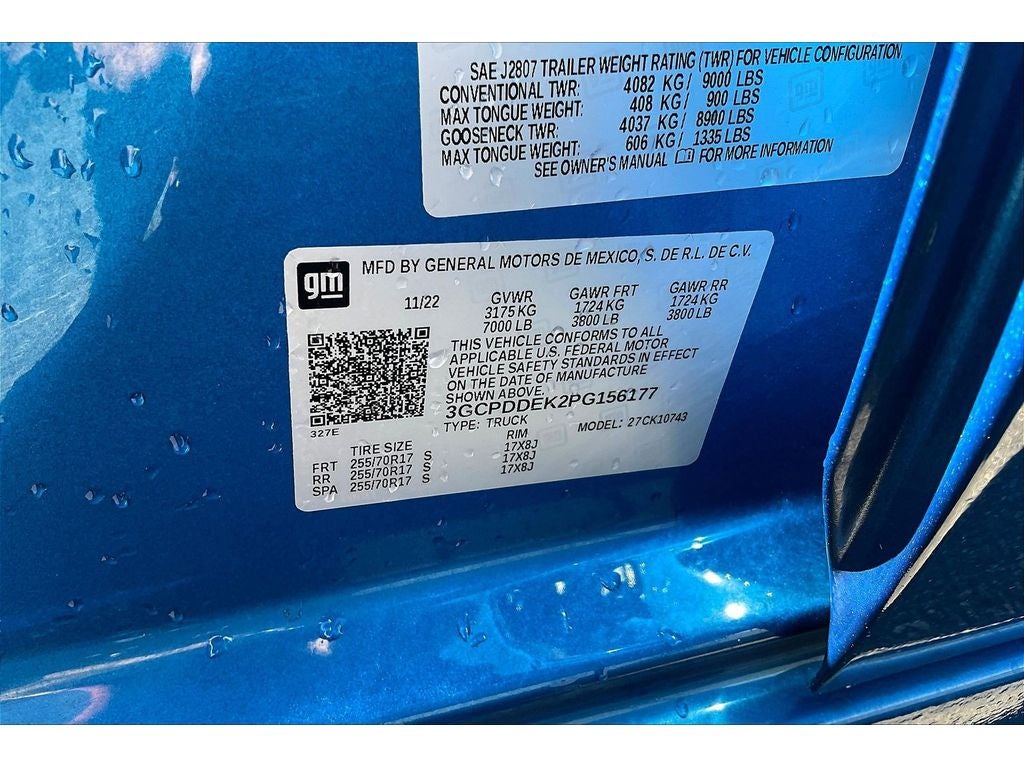 SAE J2807 TRAILER WEIGHT RATING (TWR) FOR VEHICLE CONFIGURATION
CONVENTIONAL TWR: 4082 KG/ 9000 LBS
MAX TONGUE WEIGHT: 408 KG/ 900 LBS
GOOSENECK TWR: 4037 KG/ 8900 LBS
MAX TONGUE WEIGHT: 606 KG/ 1335 LBS
SEE OWNER'S MANUAL FOR MORE INFORMATION
gm
MFD BY GENERAL MOTORS DE MEXICO, S. DE R.L. DE C.V.
11/22 GVWR GAWR FRT GAWR RR
3175 KG 1724 KG 1724 KG
7000 LB 3800 LB 3800 LB
THIS VEHICLE CONFORMS TO ALL
APPLICABLE U.S. FEDERAL MOTOR
VEHICLE SAFETY STANDARDS IN EFFECT
ON THE DATE OF MANUFACTURE
SHOWN ABOVE.
3GCPDDEK2PG156177
327E
TYPE: TRUCK MODEL: 27CK10743
TIRE SIZE RIM
FRT 255/70R17 S 17X8J
RR 255/70R17 S 17X8J
SPA 255/70R17 S 17X8J